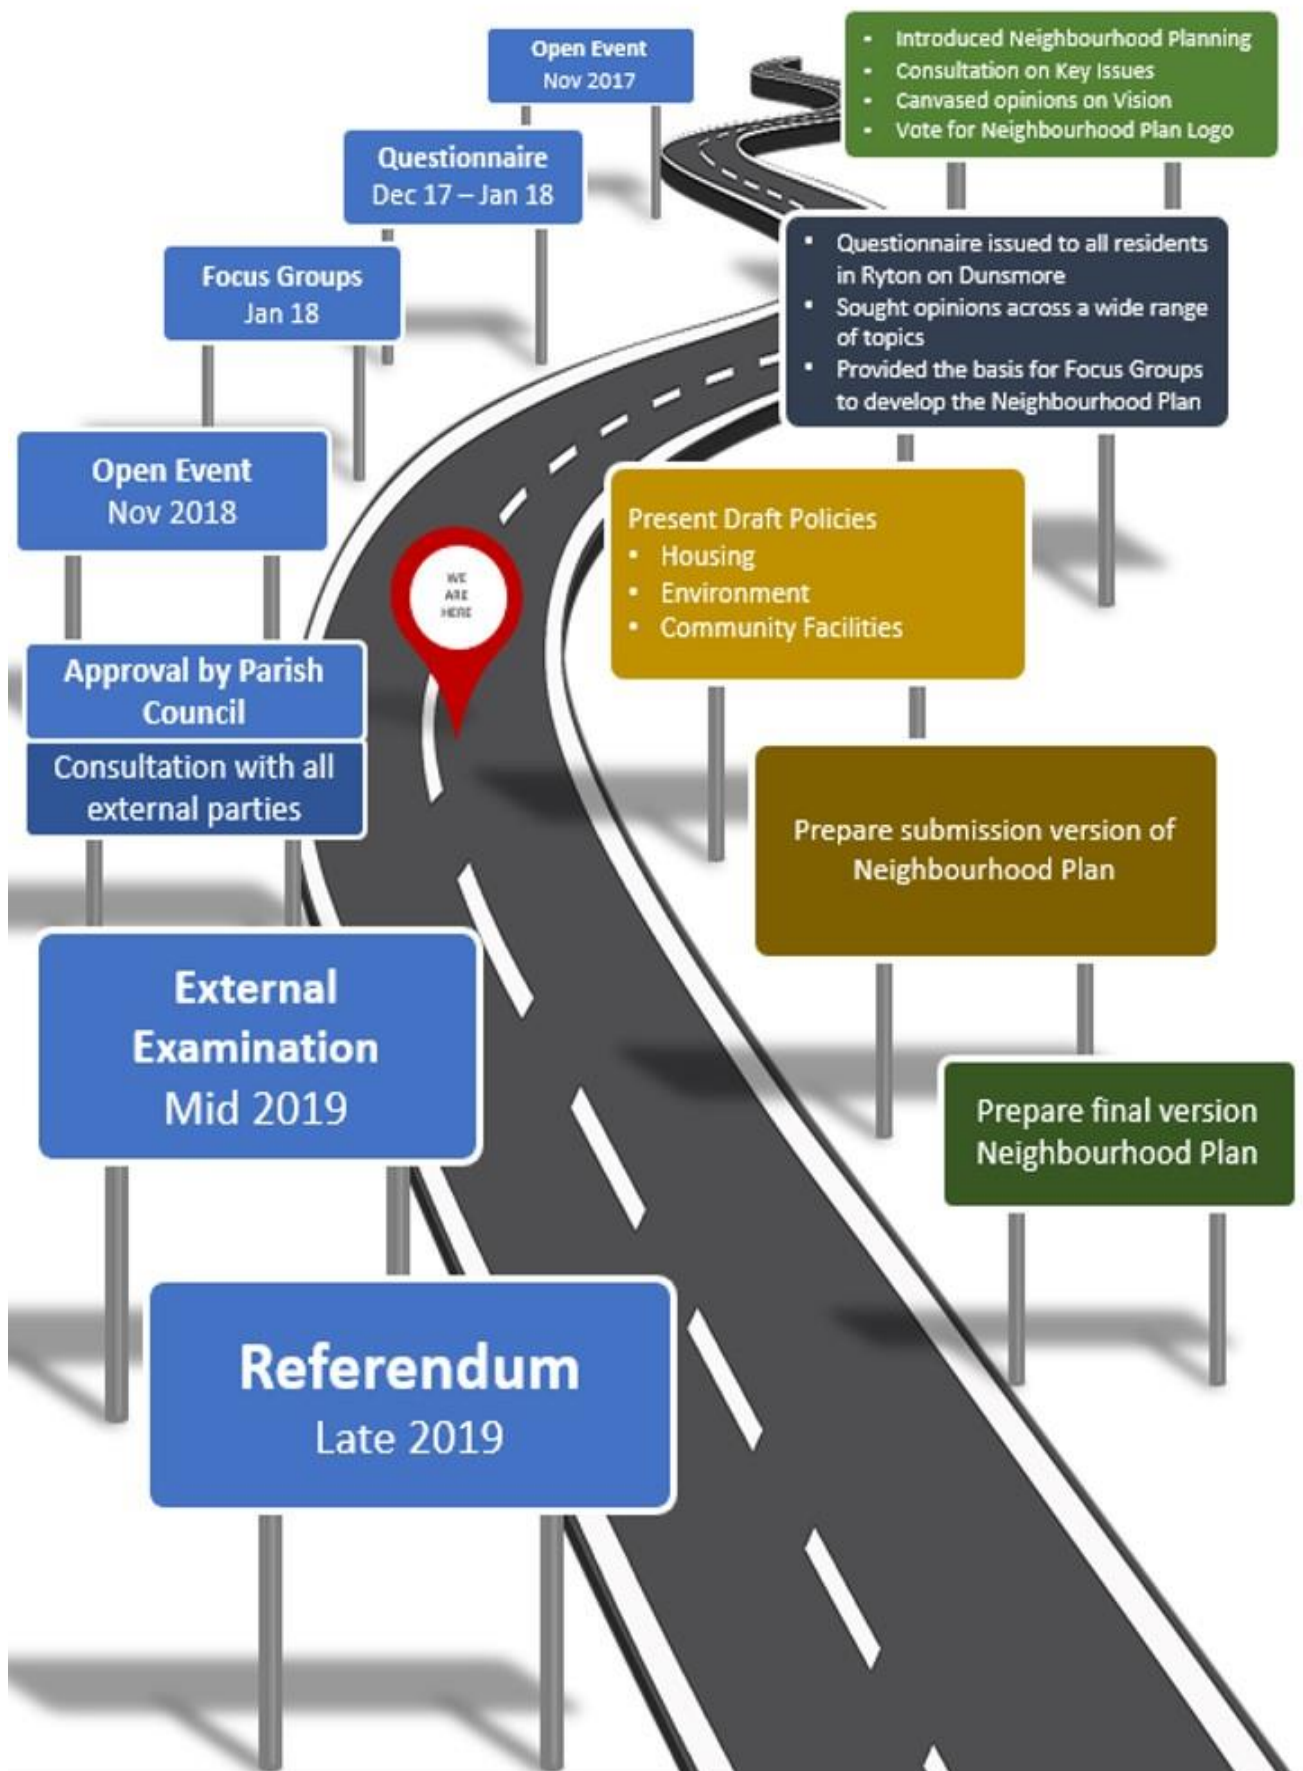 Open Event
Nov 2017
• Introduced Neighbourhood Planning
• Consultation on Key Issues
• Canvased opinions on Vision
• Vote for Neighbourhood Plan Logo
Questionnaire
Dec 17 – Jan 18
▪ Questionnaire issued to all residents
in Ryton on Dunsmore
▪ Sought opinions across a wide range
of topics
▪ Provided the basis for Focus Groups
to develop the Neighbourhood Plan
Focus Groups
Jan 18
Open Event
Nov 2018
Present Draft Policies
• Housing
• Environment
• Community Facilities
WE
ARE
HERE
Approval by Parish
Council
Consultation with all
external parties
Prepare submission version of
Neighbourhood Plan
External
Examination
Mid 2019
Prepare final version
Neighbourhood Plan
Referendum
Late 2019